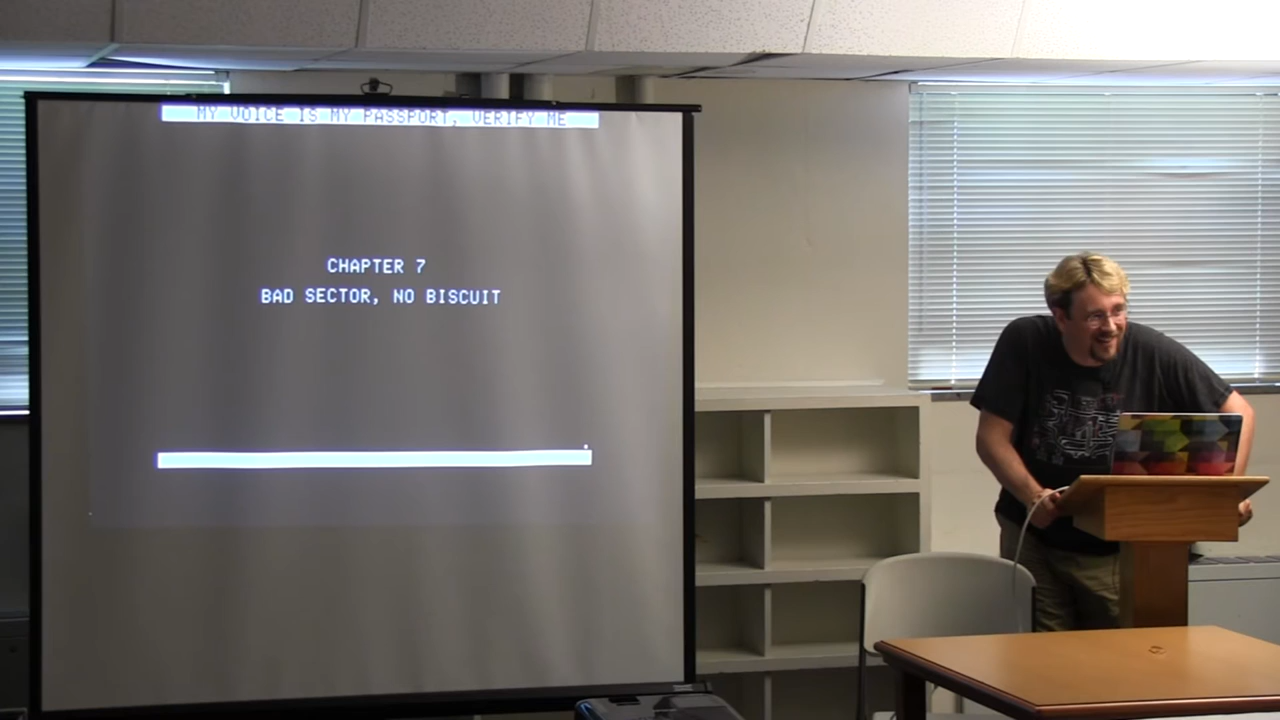 MY VOICE IS MY PASSPORT, VERIFY ME
CHAPTER 7
BAD SECTOR, NO BISCUIT